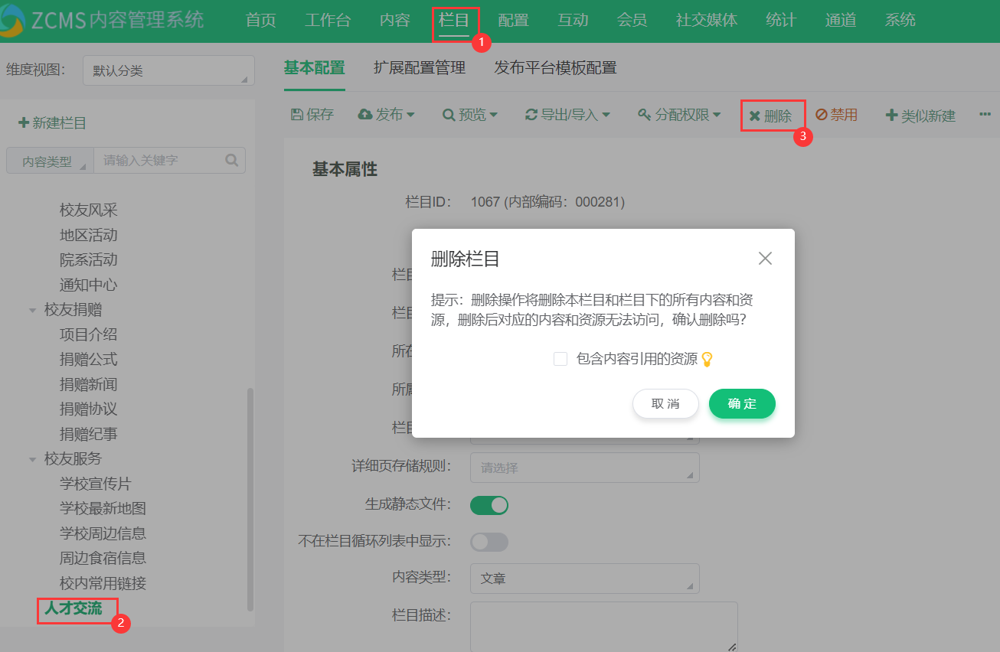 ZCMS内容管理系统 首页 工作台 内容 栏目 配置 互动 会员 社交媒体 统计 通道 系统
1
维度视图： 默认分类
基本配置 扩展配置管理 发布平台模板配置
新建栏目
保存 发布 预览 导出/导入 分配权限 删除 禁用 类似新建
3
内容类型 请输入关键字
基本属性
栏目ID： 1067 (内部编码：000281)
校友风采
地区活动
院系活动
通知中心
校友捐赠
项目介绍
捐赠公式
捐赠新闻
捐赠协议
捐赠纪事
校友服务
学校宣传片
学校最新地图
学校周边信息
周边食宿信息
校内常用链接
人才交流
2
删除栏目
提示：删除操作将删除本栏目和栏目下的所有内容和资
源，删除后对应的内容和资源无法访问，确认删除吗？
包含内容引用的资源
取 消 确 定
详细页存储规则： 请选择
生成静态文件：
不在栏目循环列表中显示：
内容类型： 文章
栏目描述：